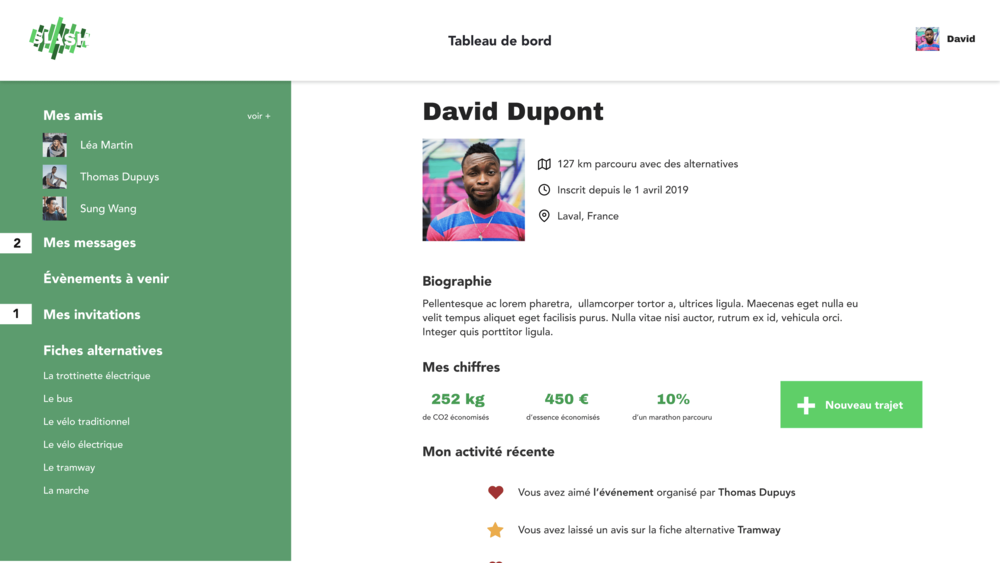 SLASH
Tableau de bord
David
Mes amis
voir +
Léa Martin
Thomas Dupuys
Sung Wang
2
Mes messages
Évènements à venir
1
Mes invitations
Fiches alternatives
La trottinette électrique
Le bus
Le vélo traditionnel
Le vélo électrique
Le tramway
La marche
David Dupont
127 km parcouru avec des alternatives
Inscrit depuis le 1 avril 2019
Laval, France
Biographie
Pellentesque ac lorem pharetra, ullamcorper tortor a, ultrices ligula. Maecenas eget nulla eu
velit tempus aliquet eget facilisis purus. Nulla vitae nisi auctor, rutrum ex id, vehicula orci.
Integer quis porttitor ligula.
Mes chiffres
252 kg
de CO2 économisés
450 €
d'essence économisés
10%
d'un marathon parcouru
Nouveau trajet
Mon activité récente
Vous avez aimé l'événement organisé par Thomas Dupuys
Vous avez laissé un avis sur la fiche alternative Tramway